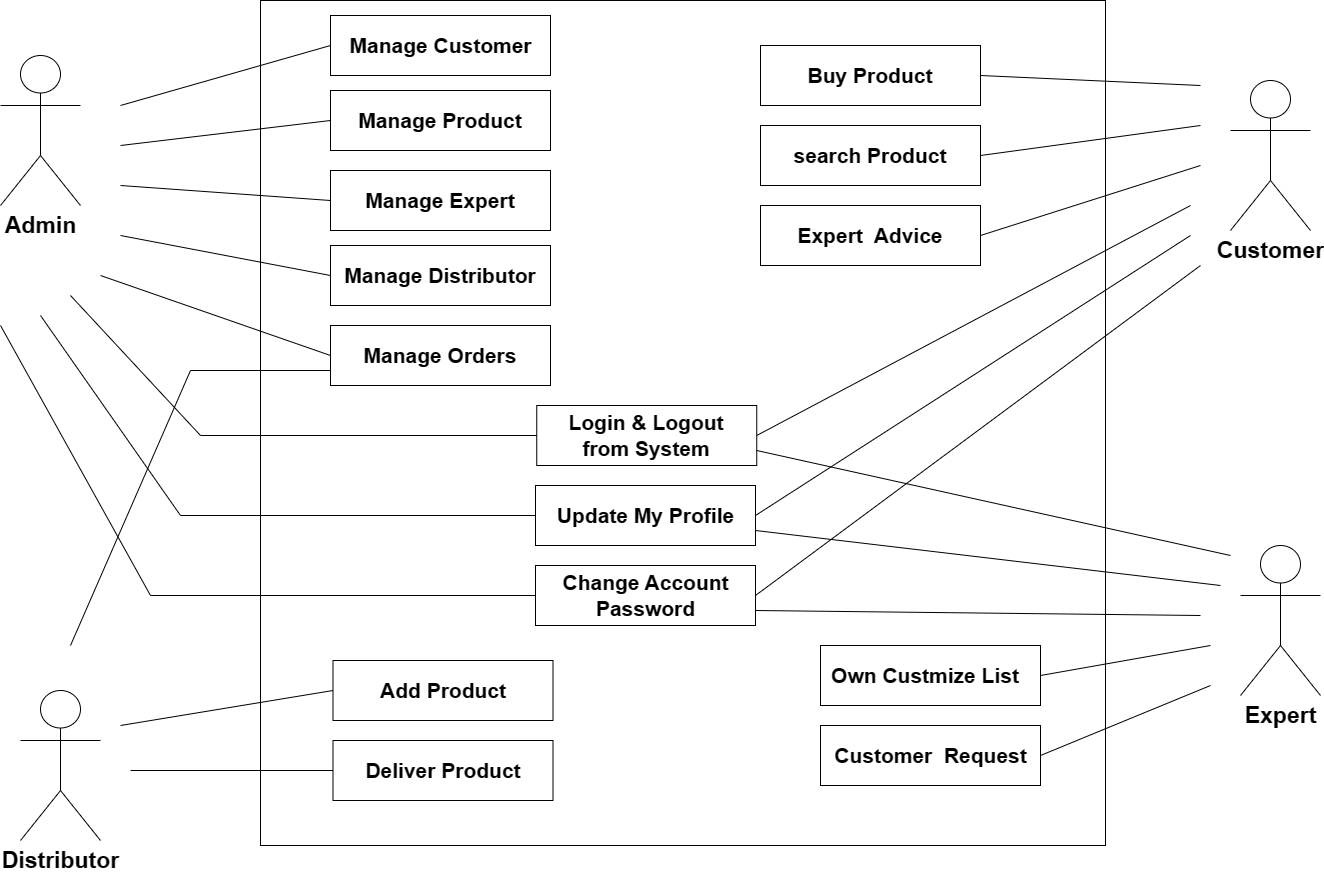 Manage Customer
Manage Product
Manage Expert
Manage Distributor
Manage Orders
Admin
Buy Product
search Product
Expert  Advice
Customer
Login & Logout
from System
Update My Profile
Change Account
Password
Add Product
Deliver Product
Distributor
Own Custmize List
Customer  Request
Expert